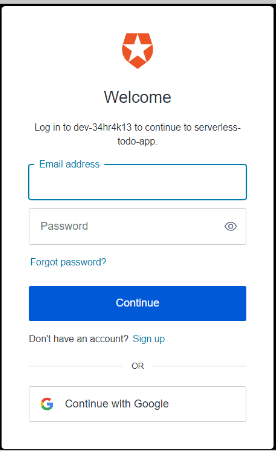 Welcome
Log in to dev-34hr4k13 to continue to serverless-
todo-app.
Email address
Password
Forgot password?
Continue
Don't have an account? Sign up
OR
Continue with Google